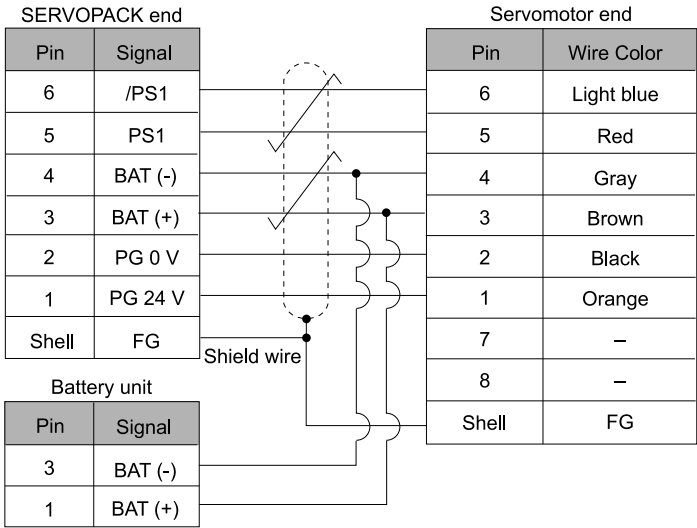 SERVOPACK end
Pin Signal
6 /PS1
5 PS1
4 BAT (-)
3 BAT (+)
2 PG 0 V
1 PG 24 V
Shell FG
Shield wire
Servomotor end
Pin Wire Color
6 Light blue
5 Red
4 Gray
3 Brown
2 Black
1 Orange
7 –
8 –
Shell FG
Battery unit
Pin Signal
3 BAT (-)
1 BAT (+)